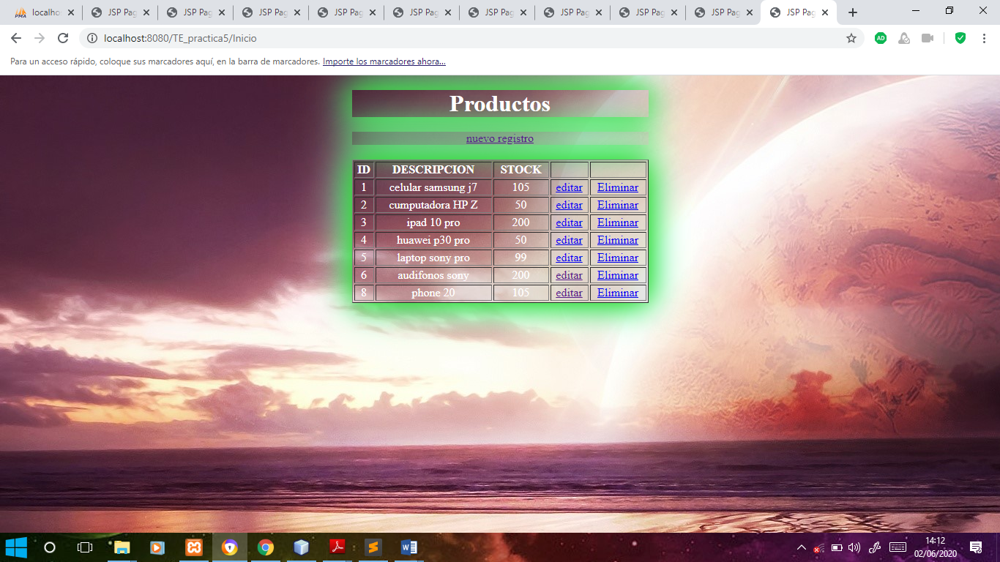 localho
JSP Pag
JSP Pag
JSP Pag
JSP Pag
JSP Pag
JSP Pag
JSP Pag
JSP Pag
JSP Pag
JSP Pag
localhost:8080/TE_practica5/Inicio
Para un acceso rápido, coloque sus marcadores aquí, en la barra de marcadores. Importe los marcadores ahora...
Productos
nuevo registro
ID DESCRIPCION STOCK
1 celular samsung j7 105 editar Eliminar
2 cumputadora HP Z 50 editar Eliminar
3 ipad 10 pro 200 editar Eliminar
4 huawei p30 pro 50 editar Eliminar
5 laptop sony pro 99 editar Eliminar
6 audifonos sony 200 editar Eliminar
8 phone 20 105 editar Eliminar
14:12
02/06/2020